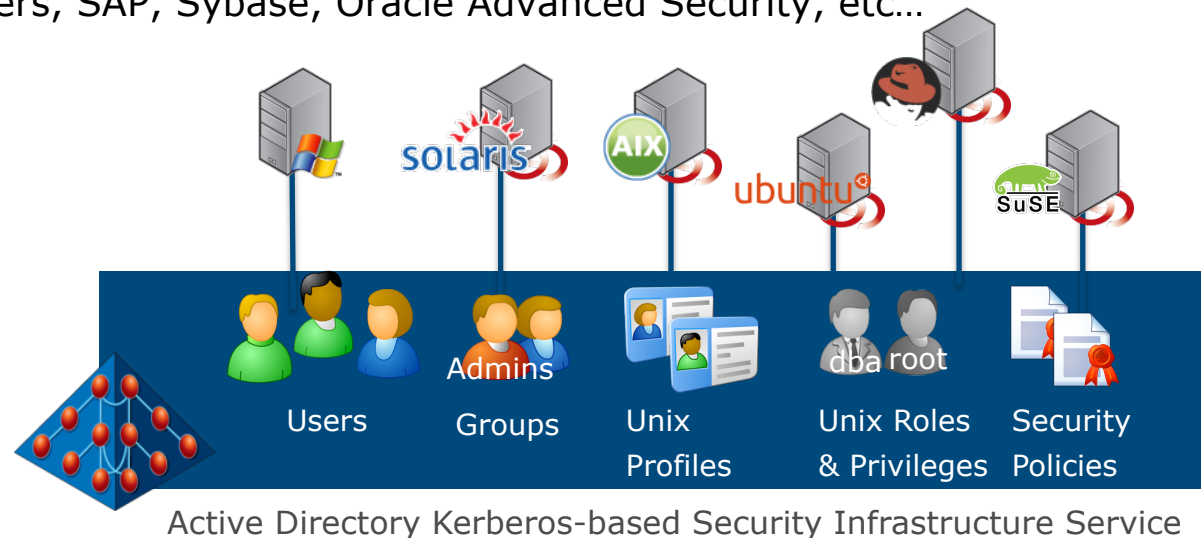 ers, SAP, Sybase, Oracle Advanced Security, etc…
solaris
AIX
ubuntu
SuSE
Admins
dba root
Users
Groups
Unix
Profiles
Unix Roles
& Privileges
Security
Policies
Active Directory Kerberos-based Security Infrastructure Service